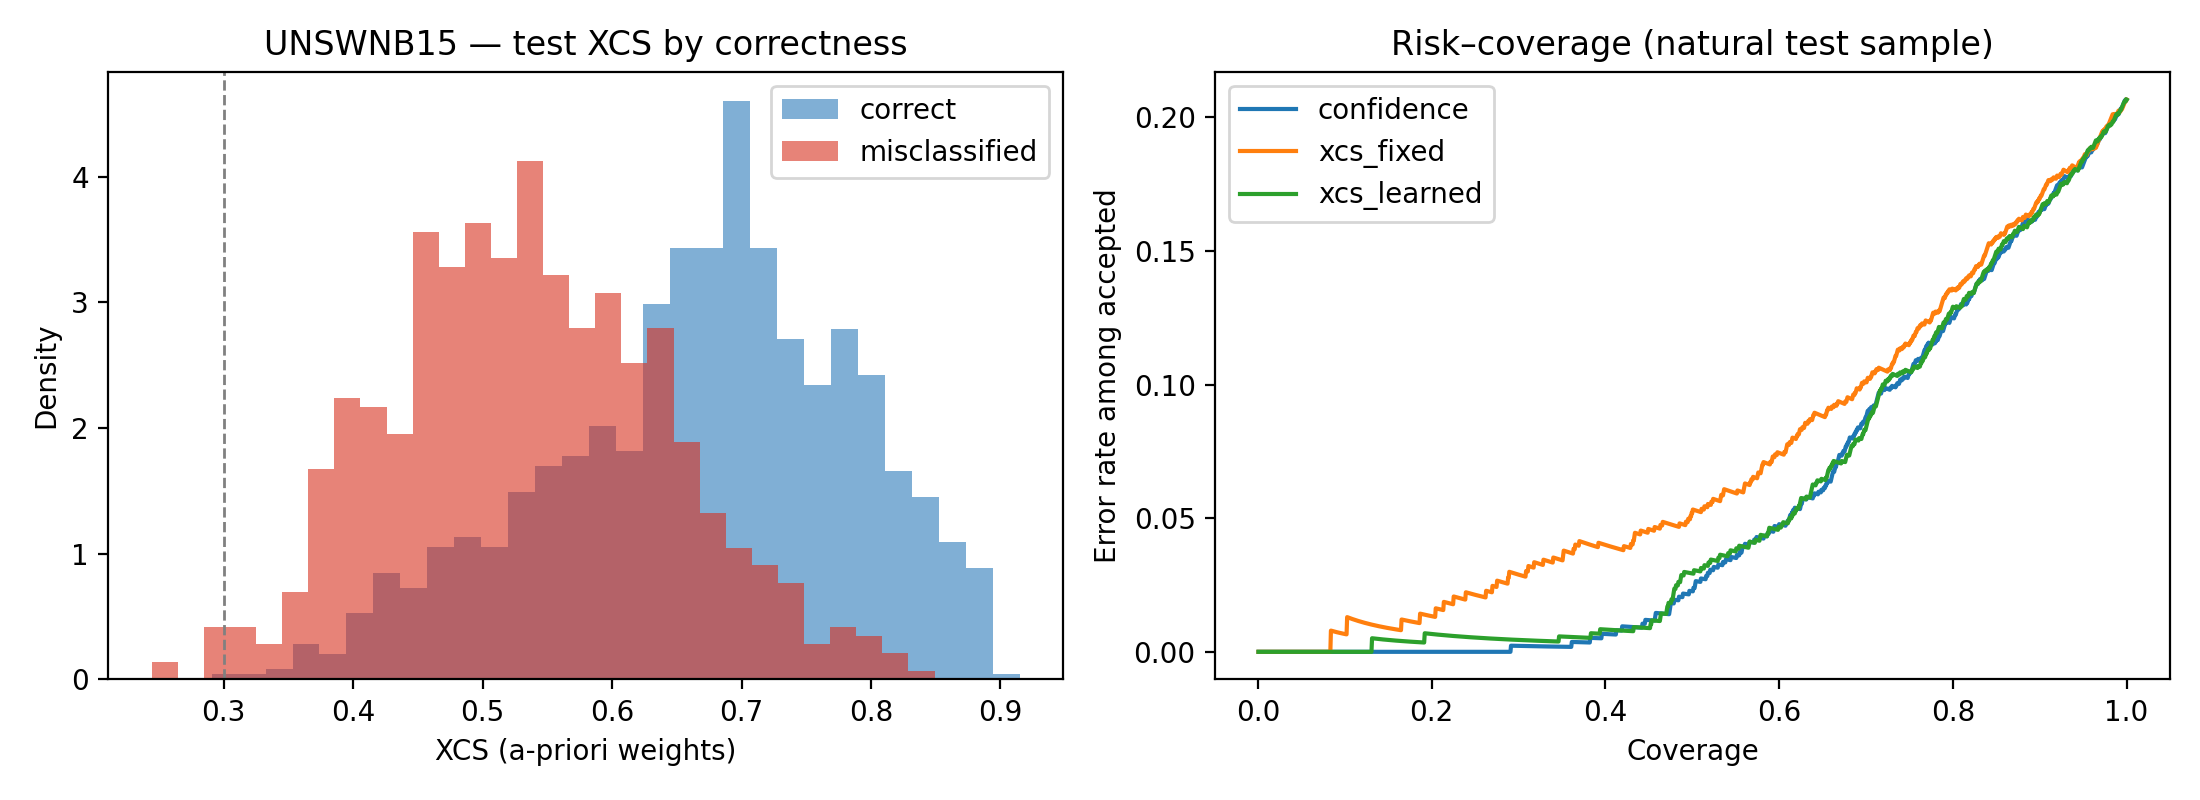 UNSWNB15 — test XCS by correctness
correct
misclassified
Density
4
3
2
1
0
0.3 0.4 0.5 0.6 0.7 0.8 0.9
XCS (a-priori weights)
Risk–coverage (natural test sample)
confidence
xcs_fixed
xcs_learned
Error rate among accepted
0.20
0.15
0.10
0.05
0.00
0.0 0.2 0.4 0.6 0.8 1.0
Coverage